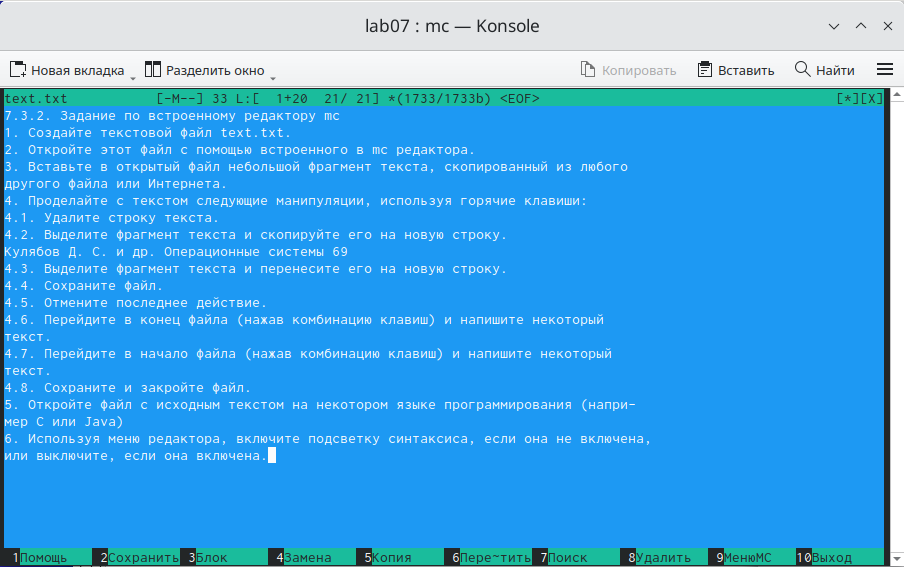 lab07 : mc — Konsole
Новая вкладка Разделить окно Копировать Вставить Найти
text.txt [-M--] 33 L:[ 1+20 21/ 21] *(1733/1733b) <EOF> [*][X]
7.3.2. Задание по встроенному редактору mc
1. Создайте текстовой файл text.txt.
2. Откройте этот файл с помощью встроенного в mc редактора.
3. Вставьте в открытый файл небольшой фрагмент текста, скопированный из любого
другого файла или Интернета.
4. Проделайте с текстом следующие манипуляции, используя горячие клавиши:
4.1. Удалите строку текста.
4.2. Выделите фрагмент текста и скопируйте его на новую строку.
Кулябов Д. С. и др. Операционные системы 69
4.3. Выделите фрагмент текста и перенесите его на новую строку.
4.4. Сохраните файл.
4.5. Отмените последнее действие.
4.6. Перейдите в конец файла (нажав комбинацию клавиш) и напишите некоторый
текст.
4.7. Перейдите в начало файла (нажав комбинацию клавиш) и напишите некоторый
текст.
4.8. Сохраните и закройте файл.
5. Откройте файл с исходным текстом на некотором языке программирования (напри-
мер C или Java)
6. Используя меню редактора, включите подсветку синтаксиса, если она не включена,
или выключите, если она включена.
1Помощь 2Сохранить 3Блок 4Замена 5Копия 6Пере~тить 7Поиск 8Удалить 9МенюMC 10Выход